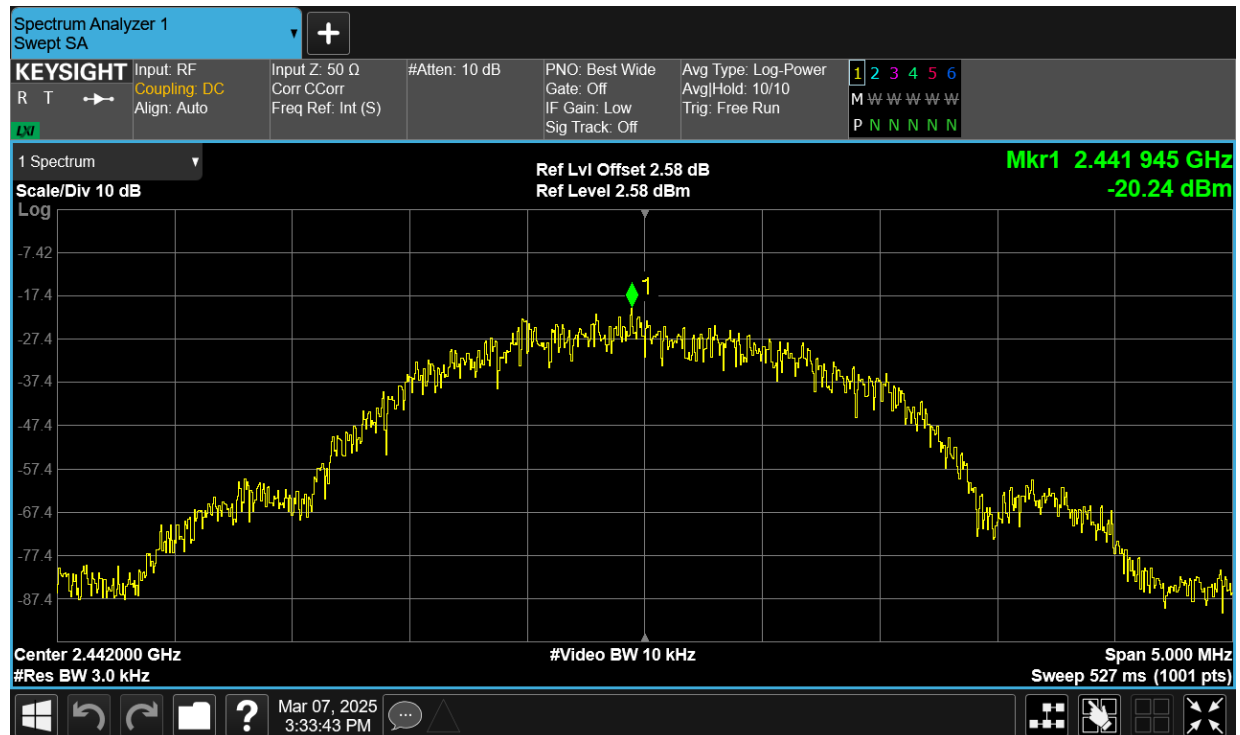 Spectrum Analyzer 1
Swept SA
KEYSIGHT
R T
LXI
Input: RF
Coupling: DC
Align: Auto
Input Z: 50 Ω
Corr CCorr
Freq Ref: Int (S)
#Atten: 10 dB
PNO: Best Wide
Gate: Off
IF Gain: Low
Sig Track: Off
Avg Type: Log-Power
Avg|Hold: 10/10
Trig: Free Run
1 2 3 4 5 6
M W W W W W
P N N N N N
1 Spectrum
Scale/Div 10 dB
Ref Lvl Offset 2.58 dB
Ref Level 2.58 dBm
Mkr1 2.441 945 GHz
-20.24 dBm
Log
-7.42
-17.4
-27.4
-37.4
-47.4
-57.4
-67.4
-77.4
-87.4
1
Center 2.442000 GHz
#Res BW 3.0 kHz
#Video BW 10 kHz
Span 5.000 MHz
Sweep 527 ms (1001 pts)
?
Mar 07, 2025
3:33:43 PM